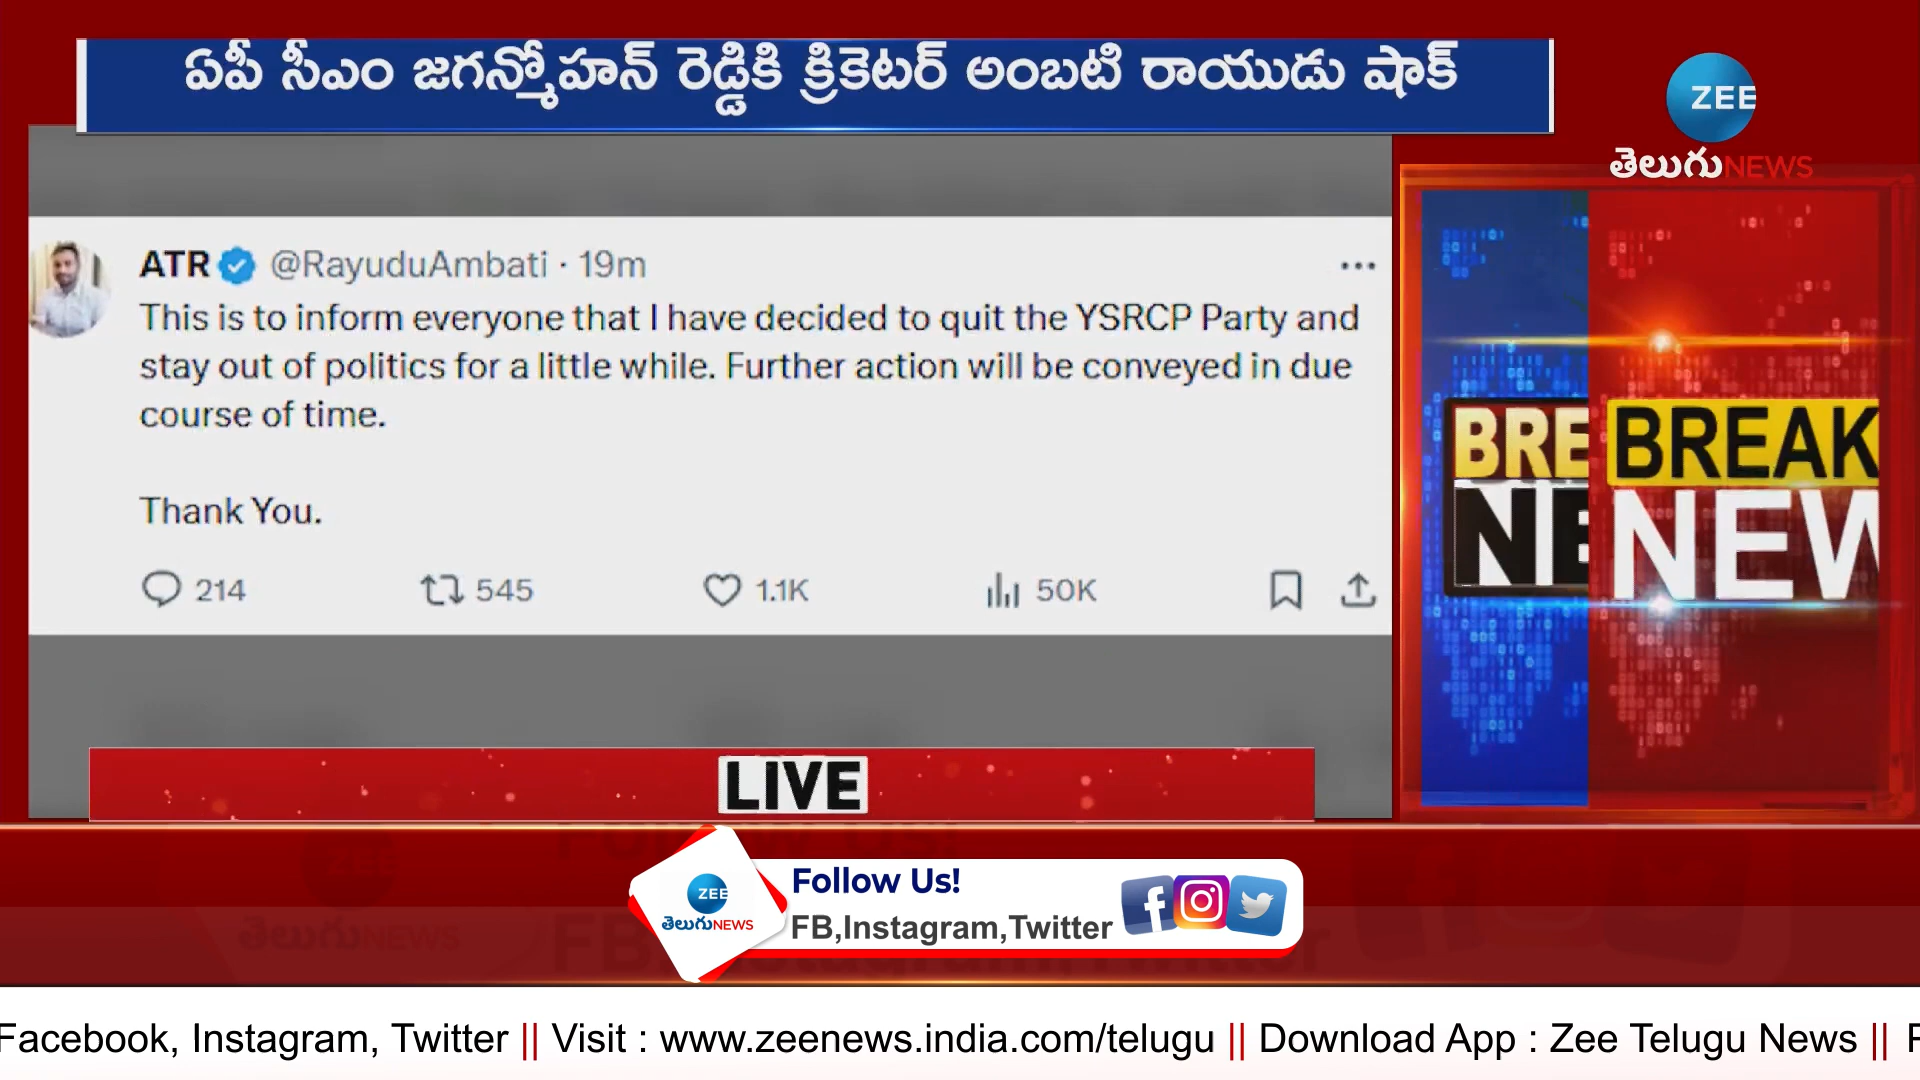 ఏపీ సీఎం జగన్మోహన్ రెడ్డికి క్రికెటర్ అంబటి రాయుడు షాక్
ZEE
తెలుగుNEWS
ATR @RayuduAmbati · 19m
This is to inform everyone that I have decided to quit the YSRCP Party and
stay out of politics for a little while. Further action will be conveyed in due
course of time.
Thank You.
214 545 1.1K 50K
BRE BREAK
NE NEW
LIVE
ZEE
తెలుగుNEWS
Follow Us!
FB,Instagram,Twitter
Facebook, Instagram, Twitter || Visit : www.zeenews.india.com/telugu || Download App : Zee Telugu News ||